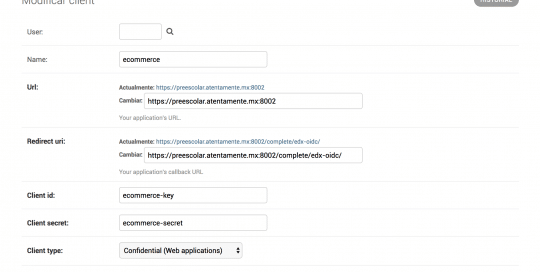 Modificar client
HISTORIAL
User:
Name: ecommerce
Url: Actualmente: https://preescolar.atentamente.mx:8002
Cambiar: https://preescolar.atentamente.mx:8002
Your application's URL.
Redirect uri: Actualmente: https://preescolar.atentamente.mx:8002/complete/edx-oidc/
Cambiar: https://preescolar.atentamente.mx:8002/complete/edx-oidc/
Your application's callback URL
Client id: ecommerce-key
Client secret: ecommerce-secret
Client type: Confidential (Web applications)